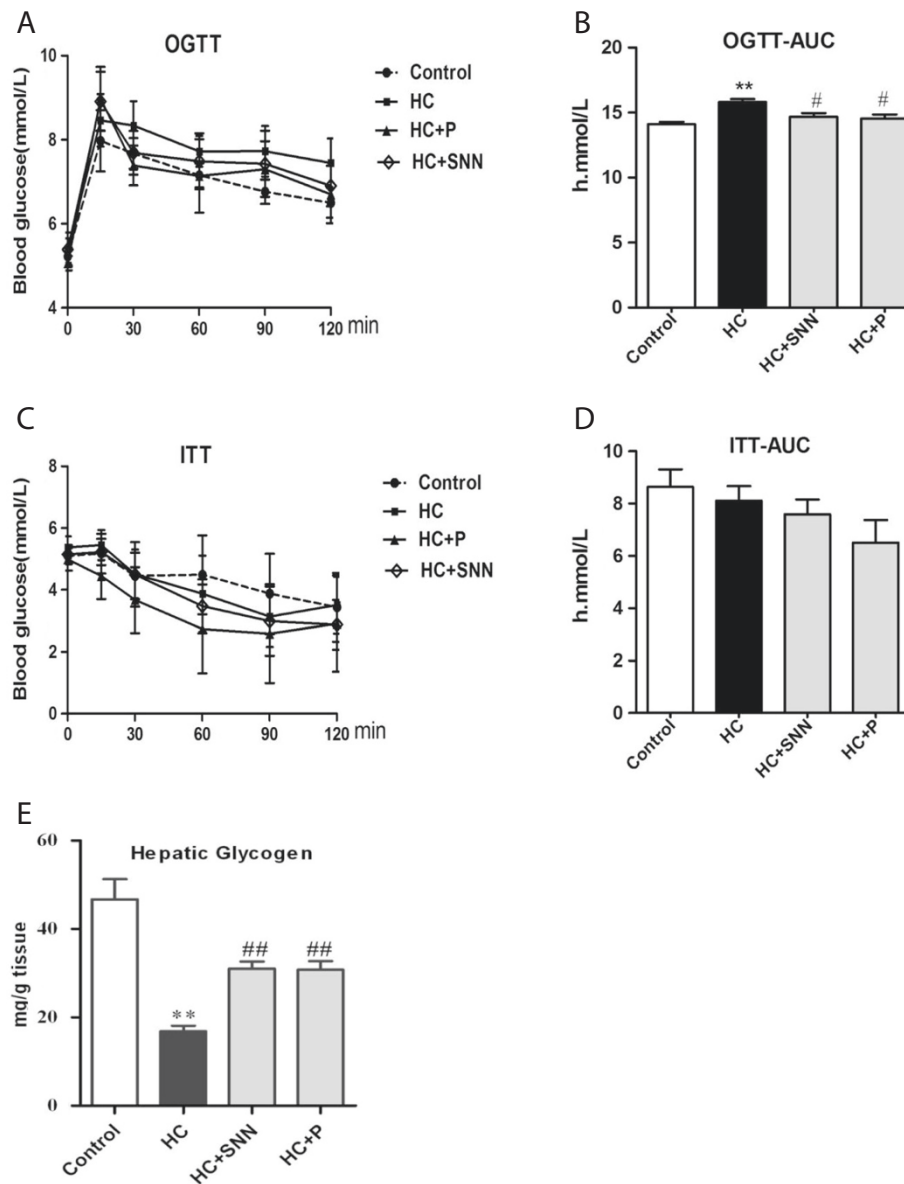 A
OGTT
Blood glucose(mmol/L)
10
8
6
4
0
30
60
90
120
min
Control
HC
HC+P
HC+SNN
B
OGTT-AUC
h.mmol/L
20
15
10
5
0
**
#
#
Control
HC
HC+SNN
HC+P
C
ITT
Blood glucose(mmol/L)
8
6
4
2
0
0
30
60
90
120
min
Control
HC
HC+P
HC+SNN
D
ITT-AUC
h.mmol/L
10
8
6
4
2
0
Control
HC
HC+SNN
HC+P
E
Hepatic Glycogen
mg/g tissue
60
40
20
0
**
##
##
Control
HC
HC+SNN
HC+P